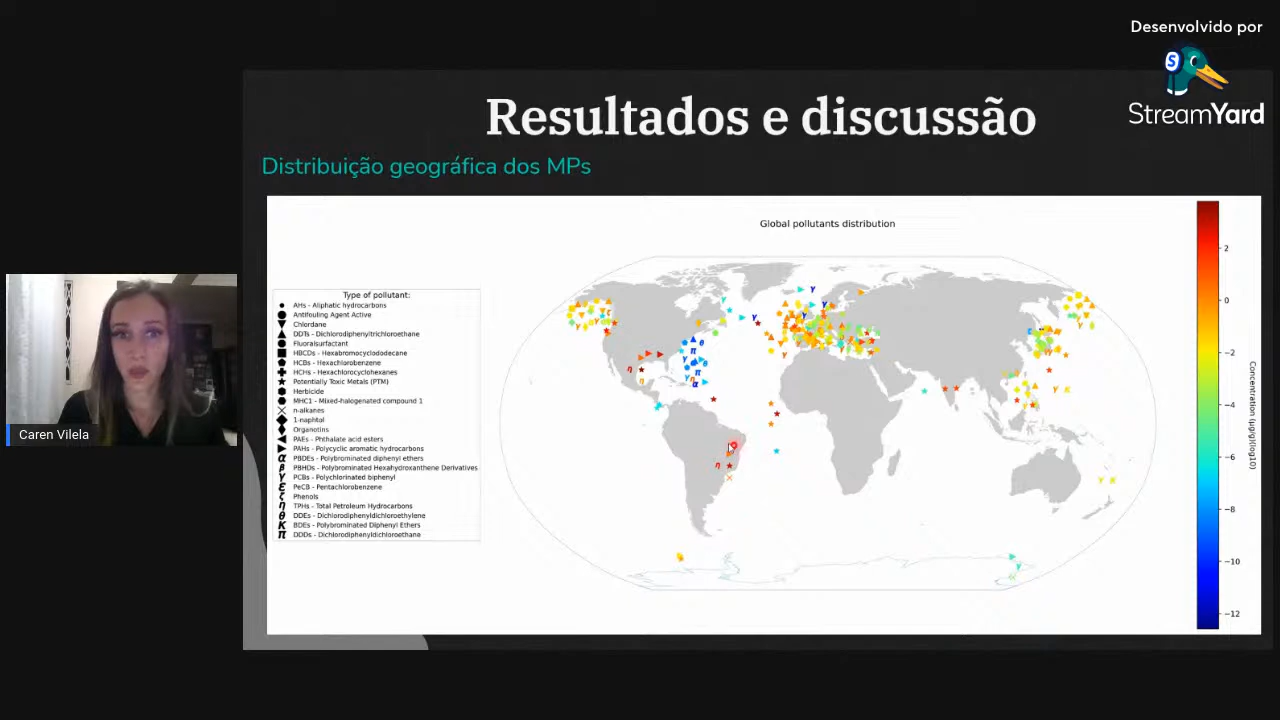 Desenvolvido por
StreamYard
Resultados e discussão
Distribuição geográfica dos MPs
Global pollutants distribution
Type of pollutant:
AHs - Aliphatic hydrocarbons
Antifouling Agent Active
Chlordane
DDTs - Dichlorodiphenyltrichloroethane
Fluoralsurfactant
HBCDs - Hexabromocyclododecane
HCBs - Hexachlorobenzene
HCHs - Hexachlorocyclohexanes
Potentially Toxic Metals (PTM)
Herbicide
MHC1 - Mixed-halogenated compound 1
n-alkanes
1-naphtol
Organotins
PAEs - Phthalate acid esters
PAHs - Polycyclic aromatic hydrocarbons
α PBDEs - Polybrominated diphenyl ethers
β PBHDs - Polybrominated Hexahydroxanthene Derivatives
γ PCBs - Polychlorinated biphenyl
ε PeCB - Pentachlorobenzene
ζ Phenols
η TPHs - Total Petroleum Hydrocarbons
θ DDEs - Dichlorodiphenyldichloroethylene
κ BDEs - Polybrominated Diphenyl Ethers
π DDDs - Dichlorodiphenyldichloroethane
2
0
−2
−4
−6
−8
−10
−12
Concentration (µg/g)(log10)
Caren Vilela